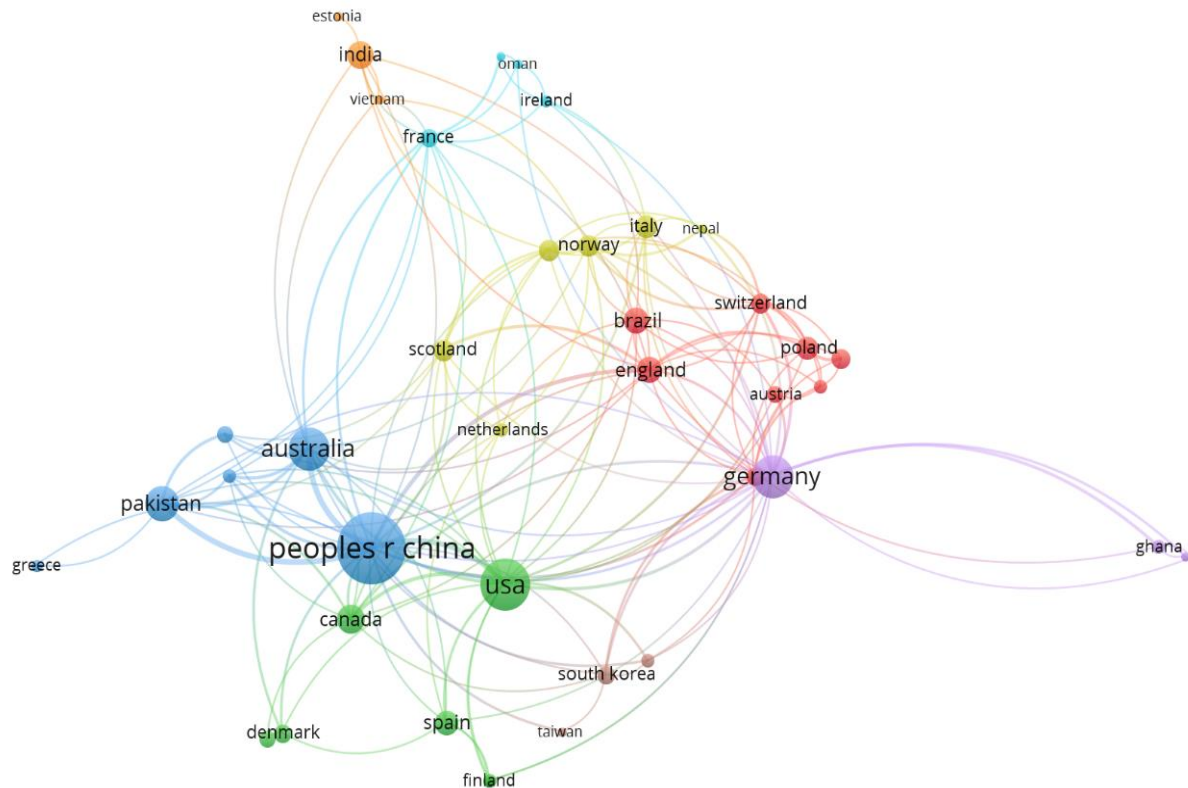 estonia
india
oman
vietnam
ireland
france
italy
nepal
norway
switzerland
brazil
poland
scotland
england
austria
netherlands
australia
germany
pakistan
peoples r china
ghana
greece
usa
canada
south korea
spain
denmark
taiwan
finland